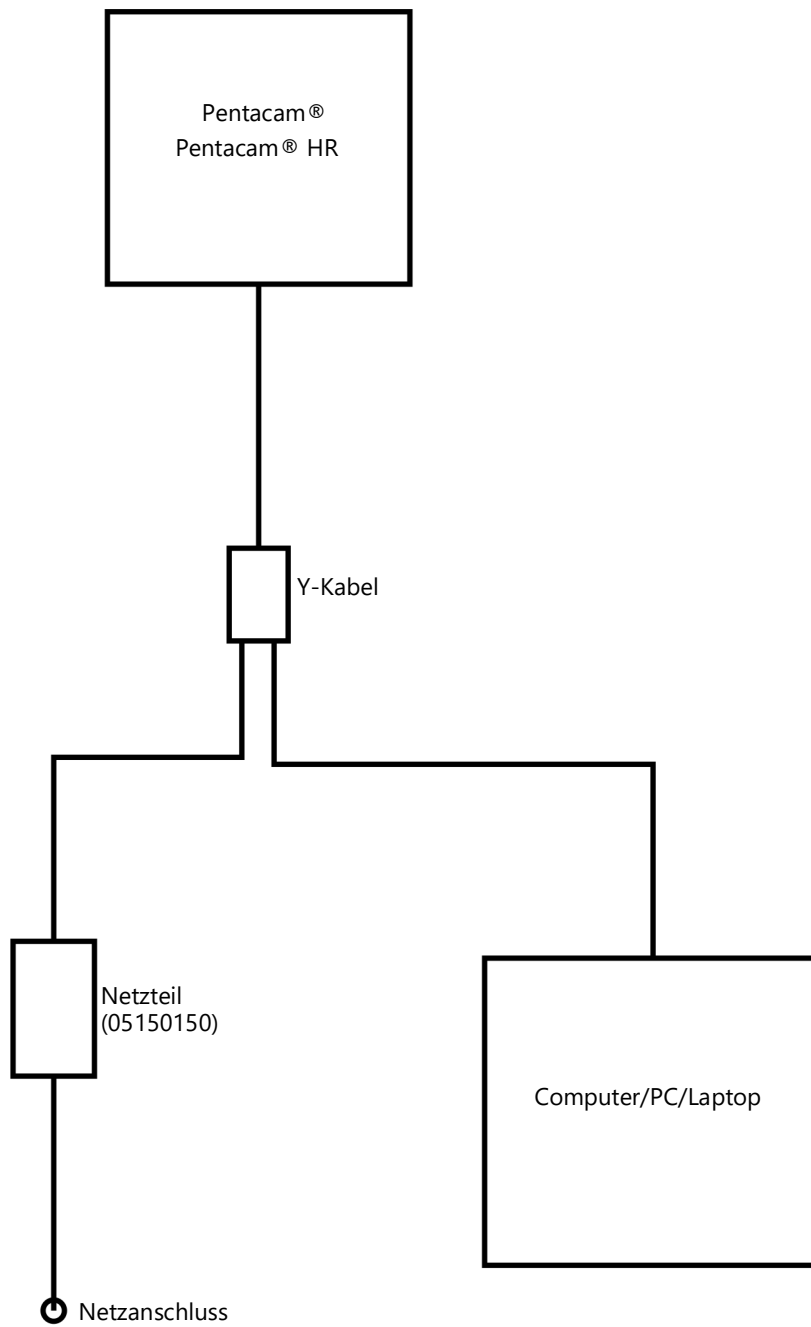 Pentacam®
Pentacam® HR
Y-Kabel
Netzteil
(05150150)
Computer/PC/Laptop
Netzanschluss